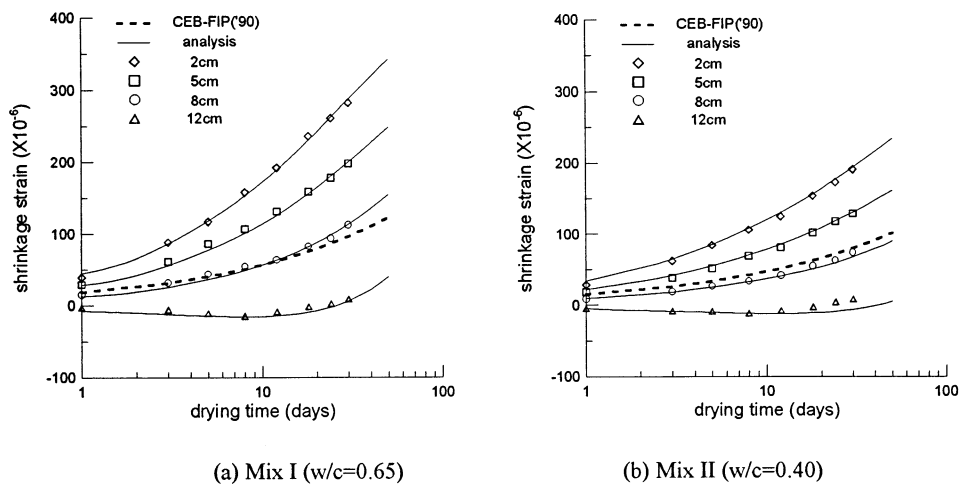 CEB-FIP('90)
analysis
2cm
5cm
8cm
12cm
400
300
200
100
0
-100
shrinkage strain (X10-6)
1
10
100
drying time (days)
(a) Mix I (w/c=0.65)
CEB-FIP('90)
analysis
2cm
5cm
8cm
12cm
400
300
200
100
0
-100
shrinkage strain (X10-6)
1
10
100
drying time (days)
(b) Mix II (w/c=0.40)